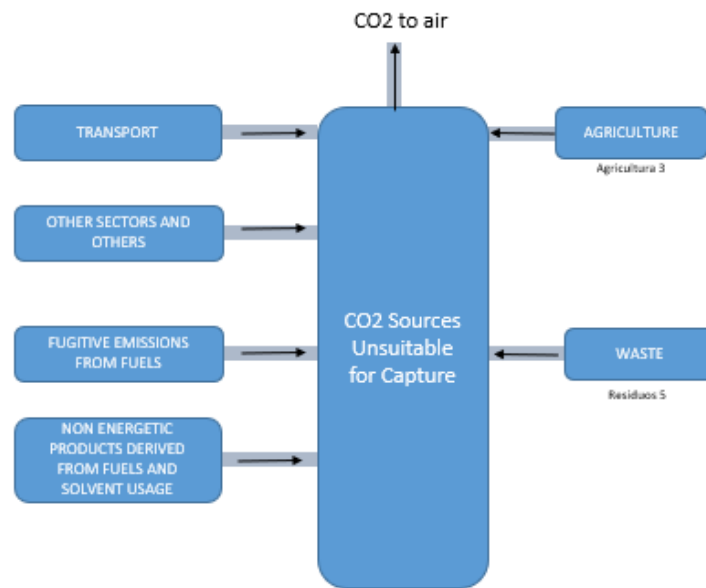 CO2 to air
TRANSPORT
AGRICULTURE
Agricultura 3
OTHER SECTORS AND
OTHERS
CO2 Sources
Unsuitable
for Capture
FUGITIVE EMISSIONS
FROM FUELS
WASTE
Residuos 5
NON ENERGETIC
PRODUCTS DERIVED
FROM FUELS AND
SOLVENT USAGE